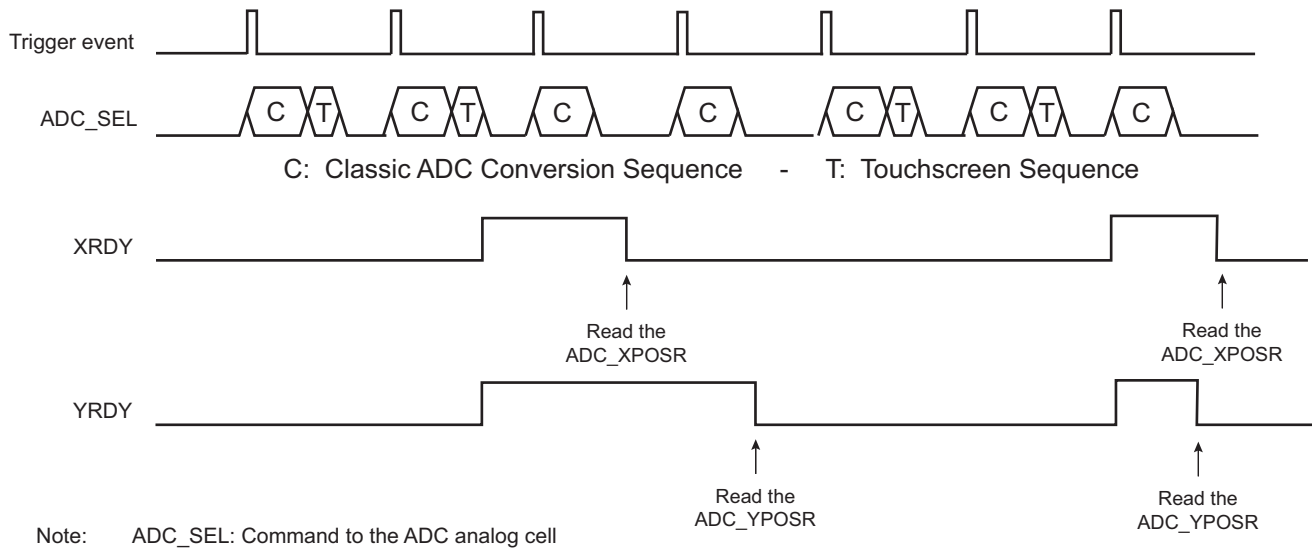 Trigger event
ADC_SEL
C T C T C C C T C T C
C: Classic ADC Conversion Sequence - T: Touchscreen Sequence
XRDY
Read the
ADC_XPOSR
Read the
ADC_XPOSR
YRDY
Read the
ADC_YPOSR
Read the
ADC_YPOSR
Note: ADC_SEL: Command to the ADC analog cell